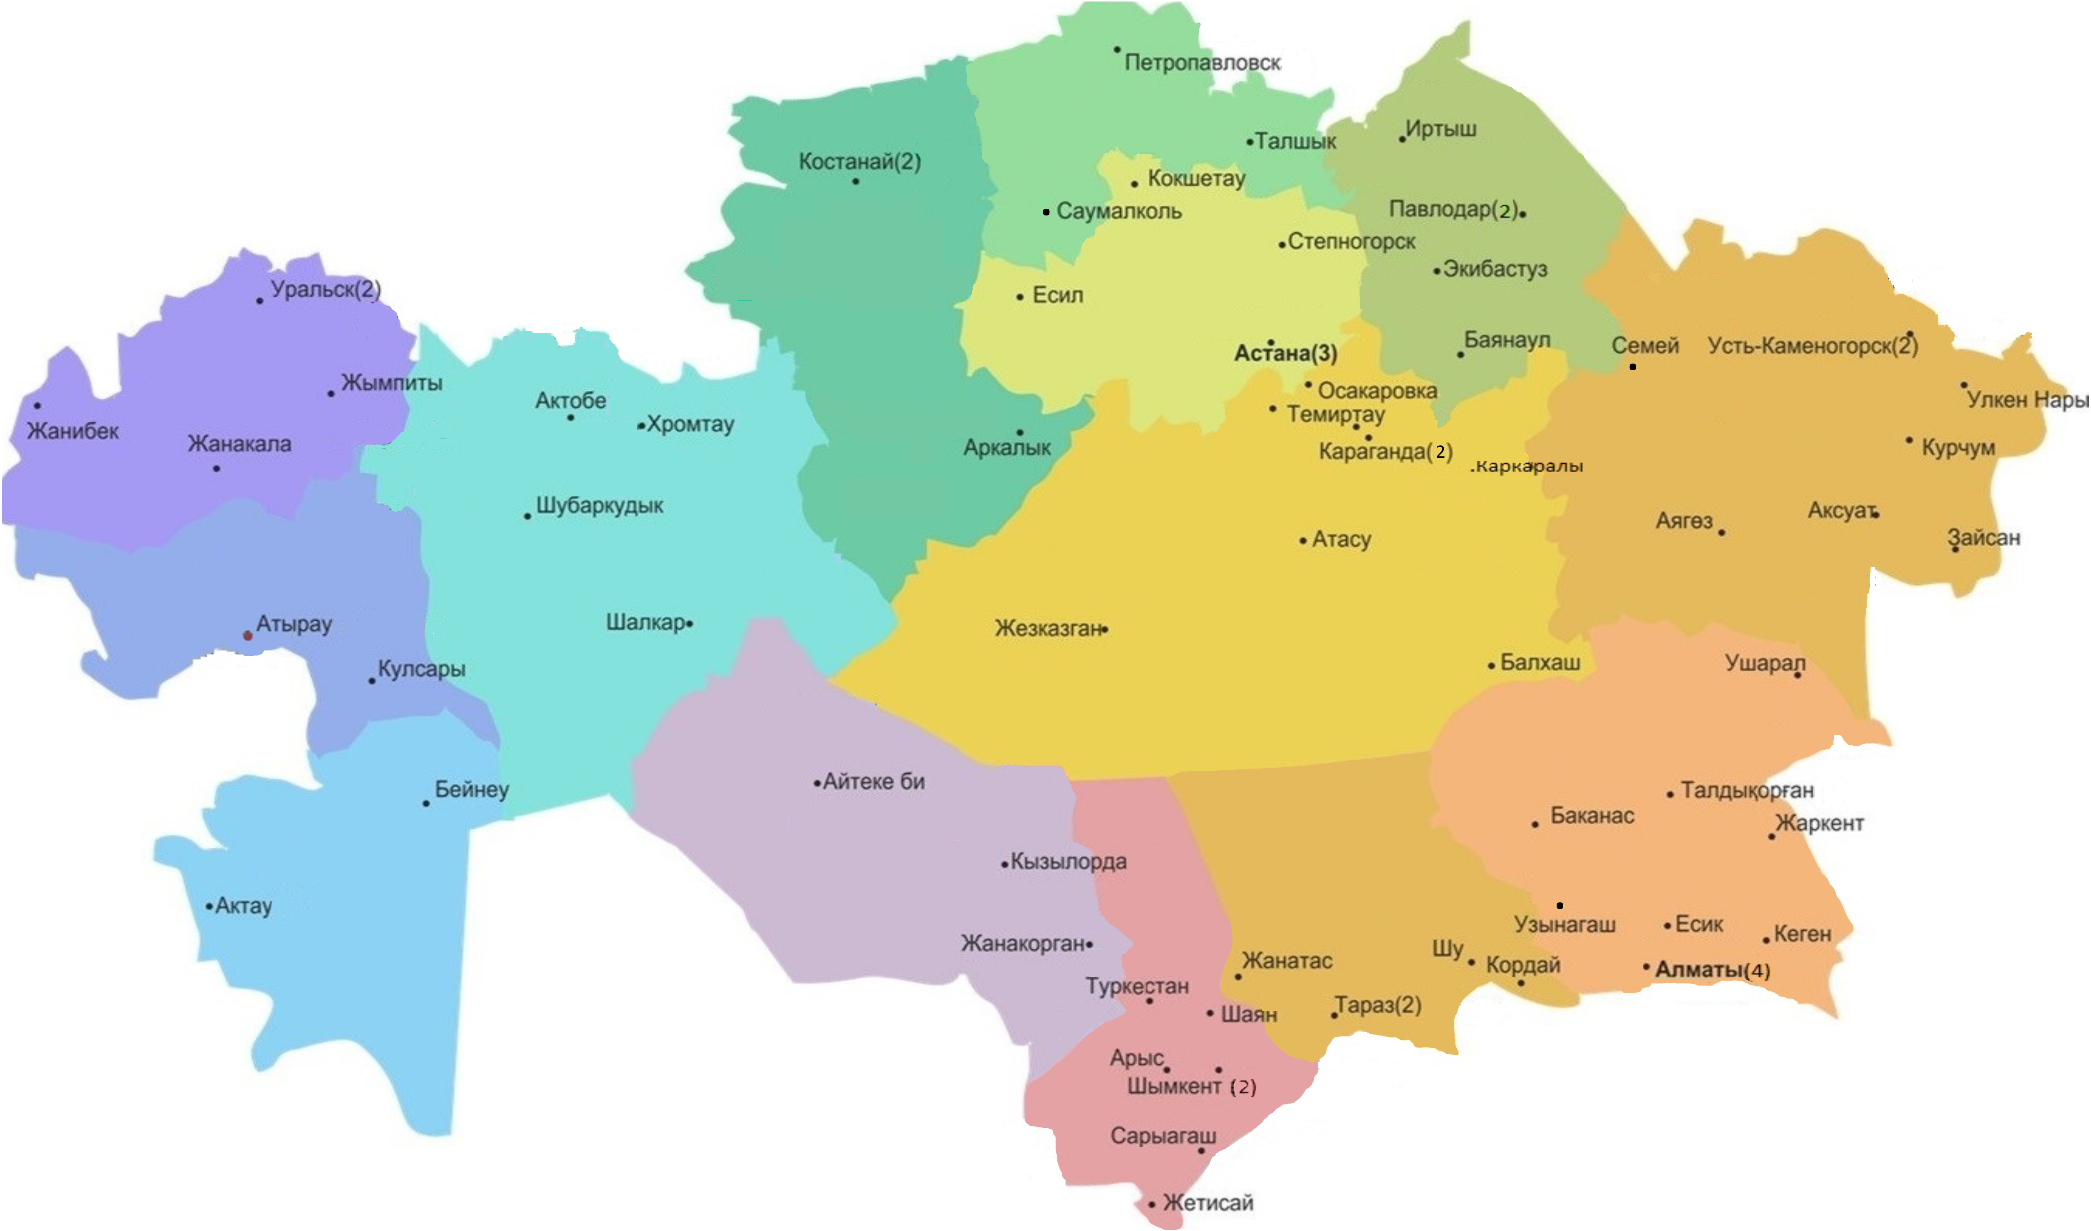 Петропавловск
Иртыш
Талшык
Костанай(2)
Кокшетау
Саумалколь
Павлодар(2)
Степногорск
Экибастуз
Уральск(2)
Есил
Баянаул
Семей
Усть-Каменогорск(2)
Астана(3)
Жымпиты
Осакаровка
Актобе
Улкен Нары
Темиртау
Хромтау
Жанибек
Жанакала
Аркалык
Караганда(2)
Курчум
Каркаралы
Шубаркудык
Аксуат
Аягөз
Атасу
Зайсан
Атырау
Шалкар
Жезказган
Балхаш
Ушарал
Кулсары
Айтеке би
Бейнеу
Талдықорған
Баканас
Жаркент
Кызылорда
Актау
Узынагаш
Есик
Кеген
Жанакорган
Шу
Жанатас
Кордай
Алматы(4)
Туркестан
Тараз(2)
Шаян
Арыс
Шымкент (2)
Сарыагаш
Жетисай